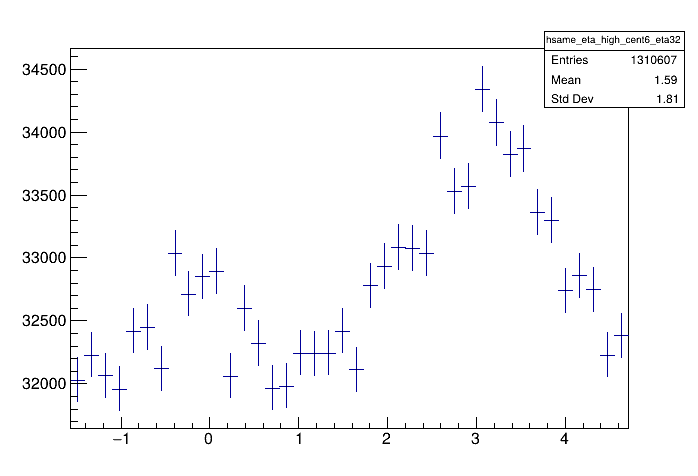 hsame_eta_high_cent6_eta32
Entries 1310607
Mean 1.59
Std Dev 1.81
34500
34000
33500
33000
32500
32000
−1 0 1 2 3 4